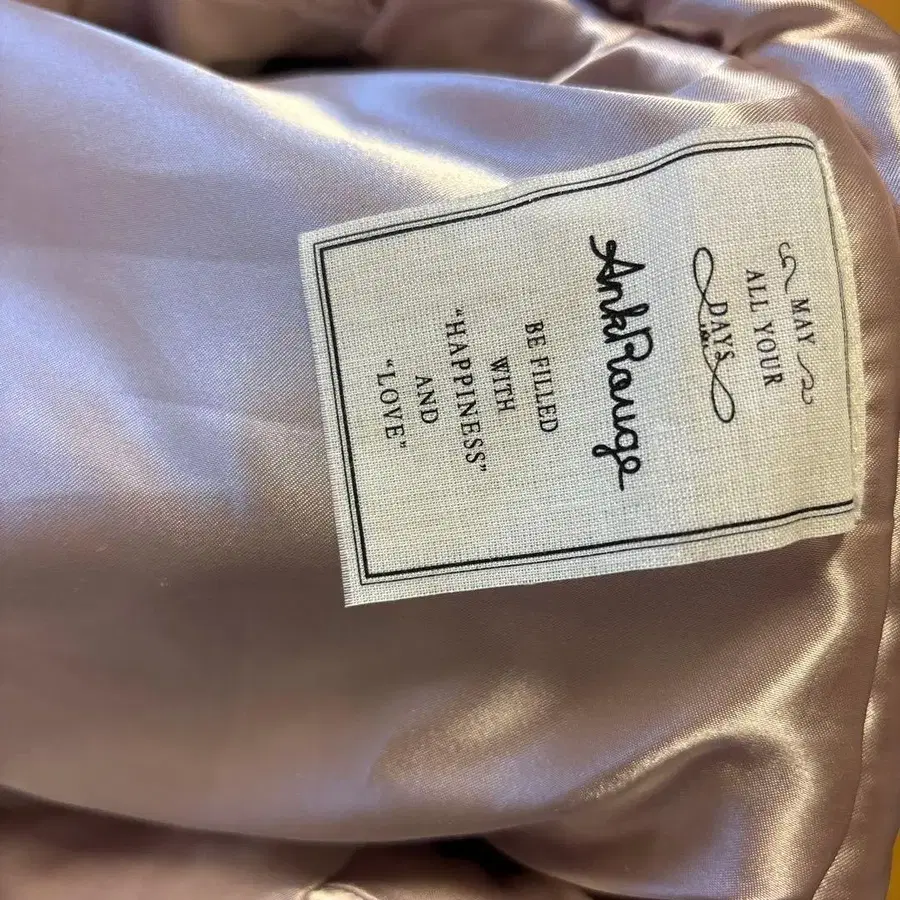 MAY
ALL YOUR
DAYS
AnkRouge
BE FILLED
WITH
"HAPPINESS"
AND
"LOVE"